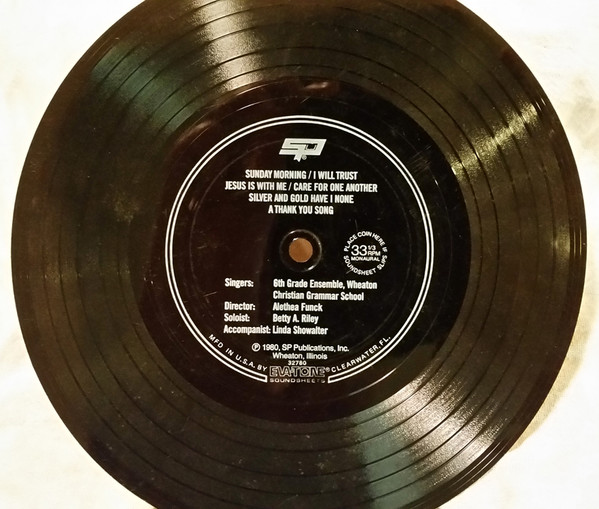 SP
SUNDAY MORNING / I WILL TRUST
JESUS IS WITH ME / CARE FOR ONE ANOTHER
SILVER AND GOLD HAVE I NONE
A THANK YOU SONG
PLACE COIN HERE IF
33 1/3
RPM
MONAURAL
SOUNDSHEET SLIPS
Singers: 6th Grade Ensemble, Wheaton
Christian Grammar School
Director: Alethea Funck
Soloist: Betty A. Riley
Accompanist: Linda Showalter
℗ 1980, SP Publications, Inc.
Wheaton, Illinois
32780
MFD IN U.S.A. BY EVA-TONE® CLEARWATER, FL.
SOUNDSHEETS